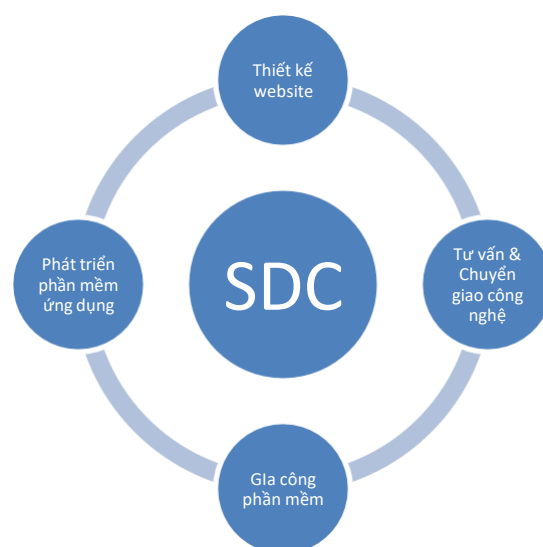 Thiết kế
website
Phát triển
phần mềm
ứng dụng
SDC
Tư vấn &
Chuyển
giao công
nghệ
GIa công
phần mềm